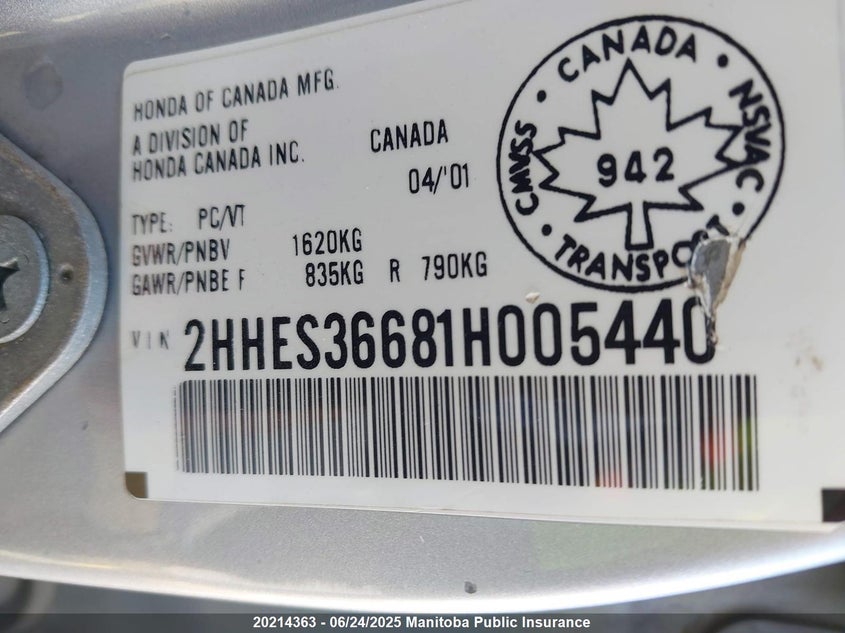 HONDA OF CANADA MFG.
A DIVISION OF
HONDA CANADA INC.
CANADA
04/'01
TYPE: PC/VT
GVWR/PNBV 1620KG
GAWR/PNBE F 835KG R 790KG
VIN 2HHES36681H005440
CANADA
CMVSS
NSVAC
942
TRANSPORT
20214363 - 06/24/2025 Manitoba Public Insurance